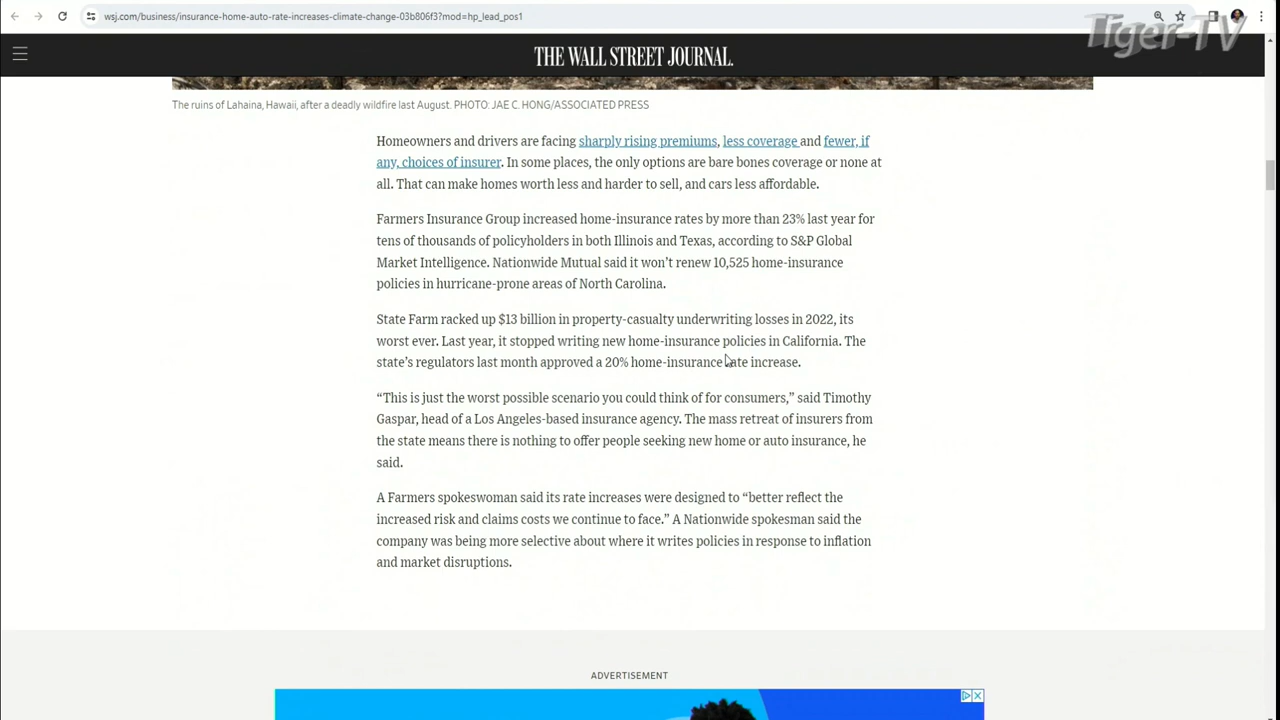 wsj.com/business/insurance-home-auto-rate-increases-climate-change-03b806f3?mod=hp_lead_pos1
Tiger-TV
THE WALL STREET JOURNAL.
The ruins of Lahaina, Hawaii, after a deadly wildfire last August. PHOTO: JAE C. HONG/ASSOCIATED PRESS
Homeowners and drivers are facing sharply rising premiums, less coverage and fewer, if
any, choices of insurer. In some places, the only options are bare bones coverage or none at
all. That can make homes worth less and harder to sell, and cars less affordable.
Farmers Insurance Group increased home-insurance rates by more than 23% last year for
tens of thousands of policyholders in both Illinois and Texas, according to S&P Global
Market Intelligence. Nationwide Mutual said it won’t renew 10,525 home-insurance
policies in hurricane-prone areas of North Carolina.
State Farm racked up $13 billion in property-casualty underwriting losses in 2022, its
worst ever. Last year, it stopped writing new home-insurance policies in California. The
state’s regulators last month approved a 20% home-insurance rate increase.
“This is just the worst possible scenario you could think of for consumers,” said Timothy
Gaspar, head of a Los Angeles-based insurance agency. The mass retreat of insurers from
the state means there is nothing to offer people seeking new home or auto insurance, he
said.
A Farmers spokeswoman said its rate increases were designed to “better reflect the
increased risk and claims costs we continue to face.” A Nationwide spokesman said the
company was being more selective about where it writes policies in response to inflation
and market disruptions.
ADVERTISEMENT